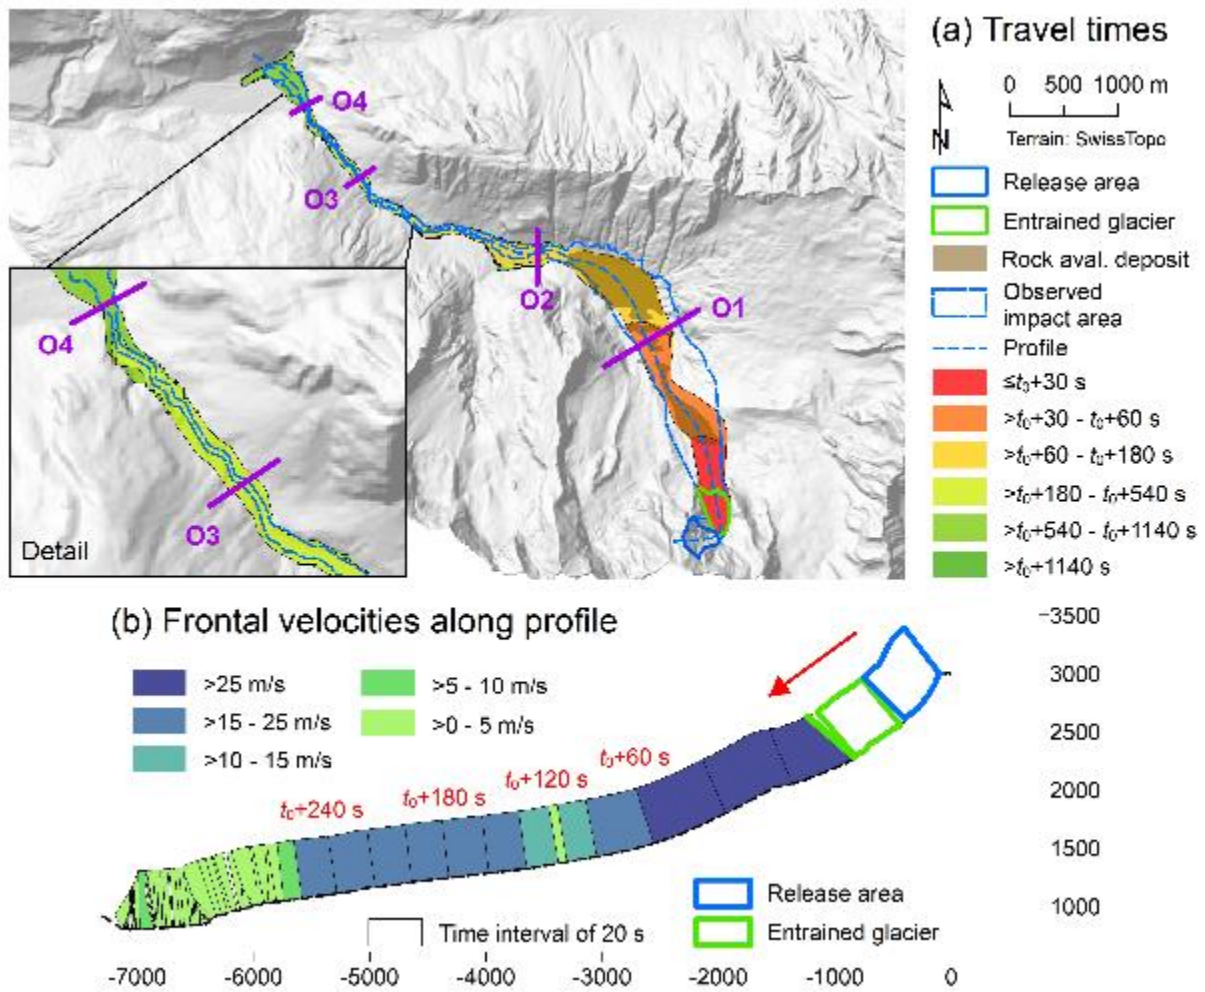 (a) Travel times
0 500 1000 m
N
Terrain: SwissTopo
Release area
Entrained glacier
Rock aval. deposit
Observed
impact area
Profile
≤t₀+30 s
>t₀+30 - t₀+60 s
>t₀+60 - t₀+180 s
>t₀+180 - t₀+540 s
>t₀+540 - t₀+1140 s
>t₀+1140 s
O4
O3
O2
O1
O4
O3
Detail
(b) Frontal velocities along profile
>25 m/s
>15 - 25 m/s
>10 - 15 m/s
>5 - 10 m/s
>0 - 5 m/s
t₀+60 s
t₀+120 s
t₀+180 s
t₀+240 s
3500
3000
2500
2000
1500
1000
Release area
Entrained glacier
Time interval of 20 s
-7000 -6000 -5000 -4000 -3000 -2000 -1000 0